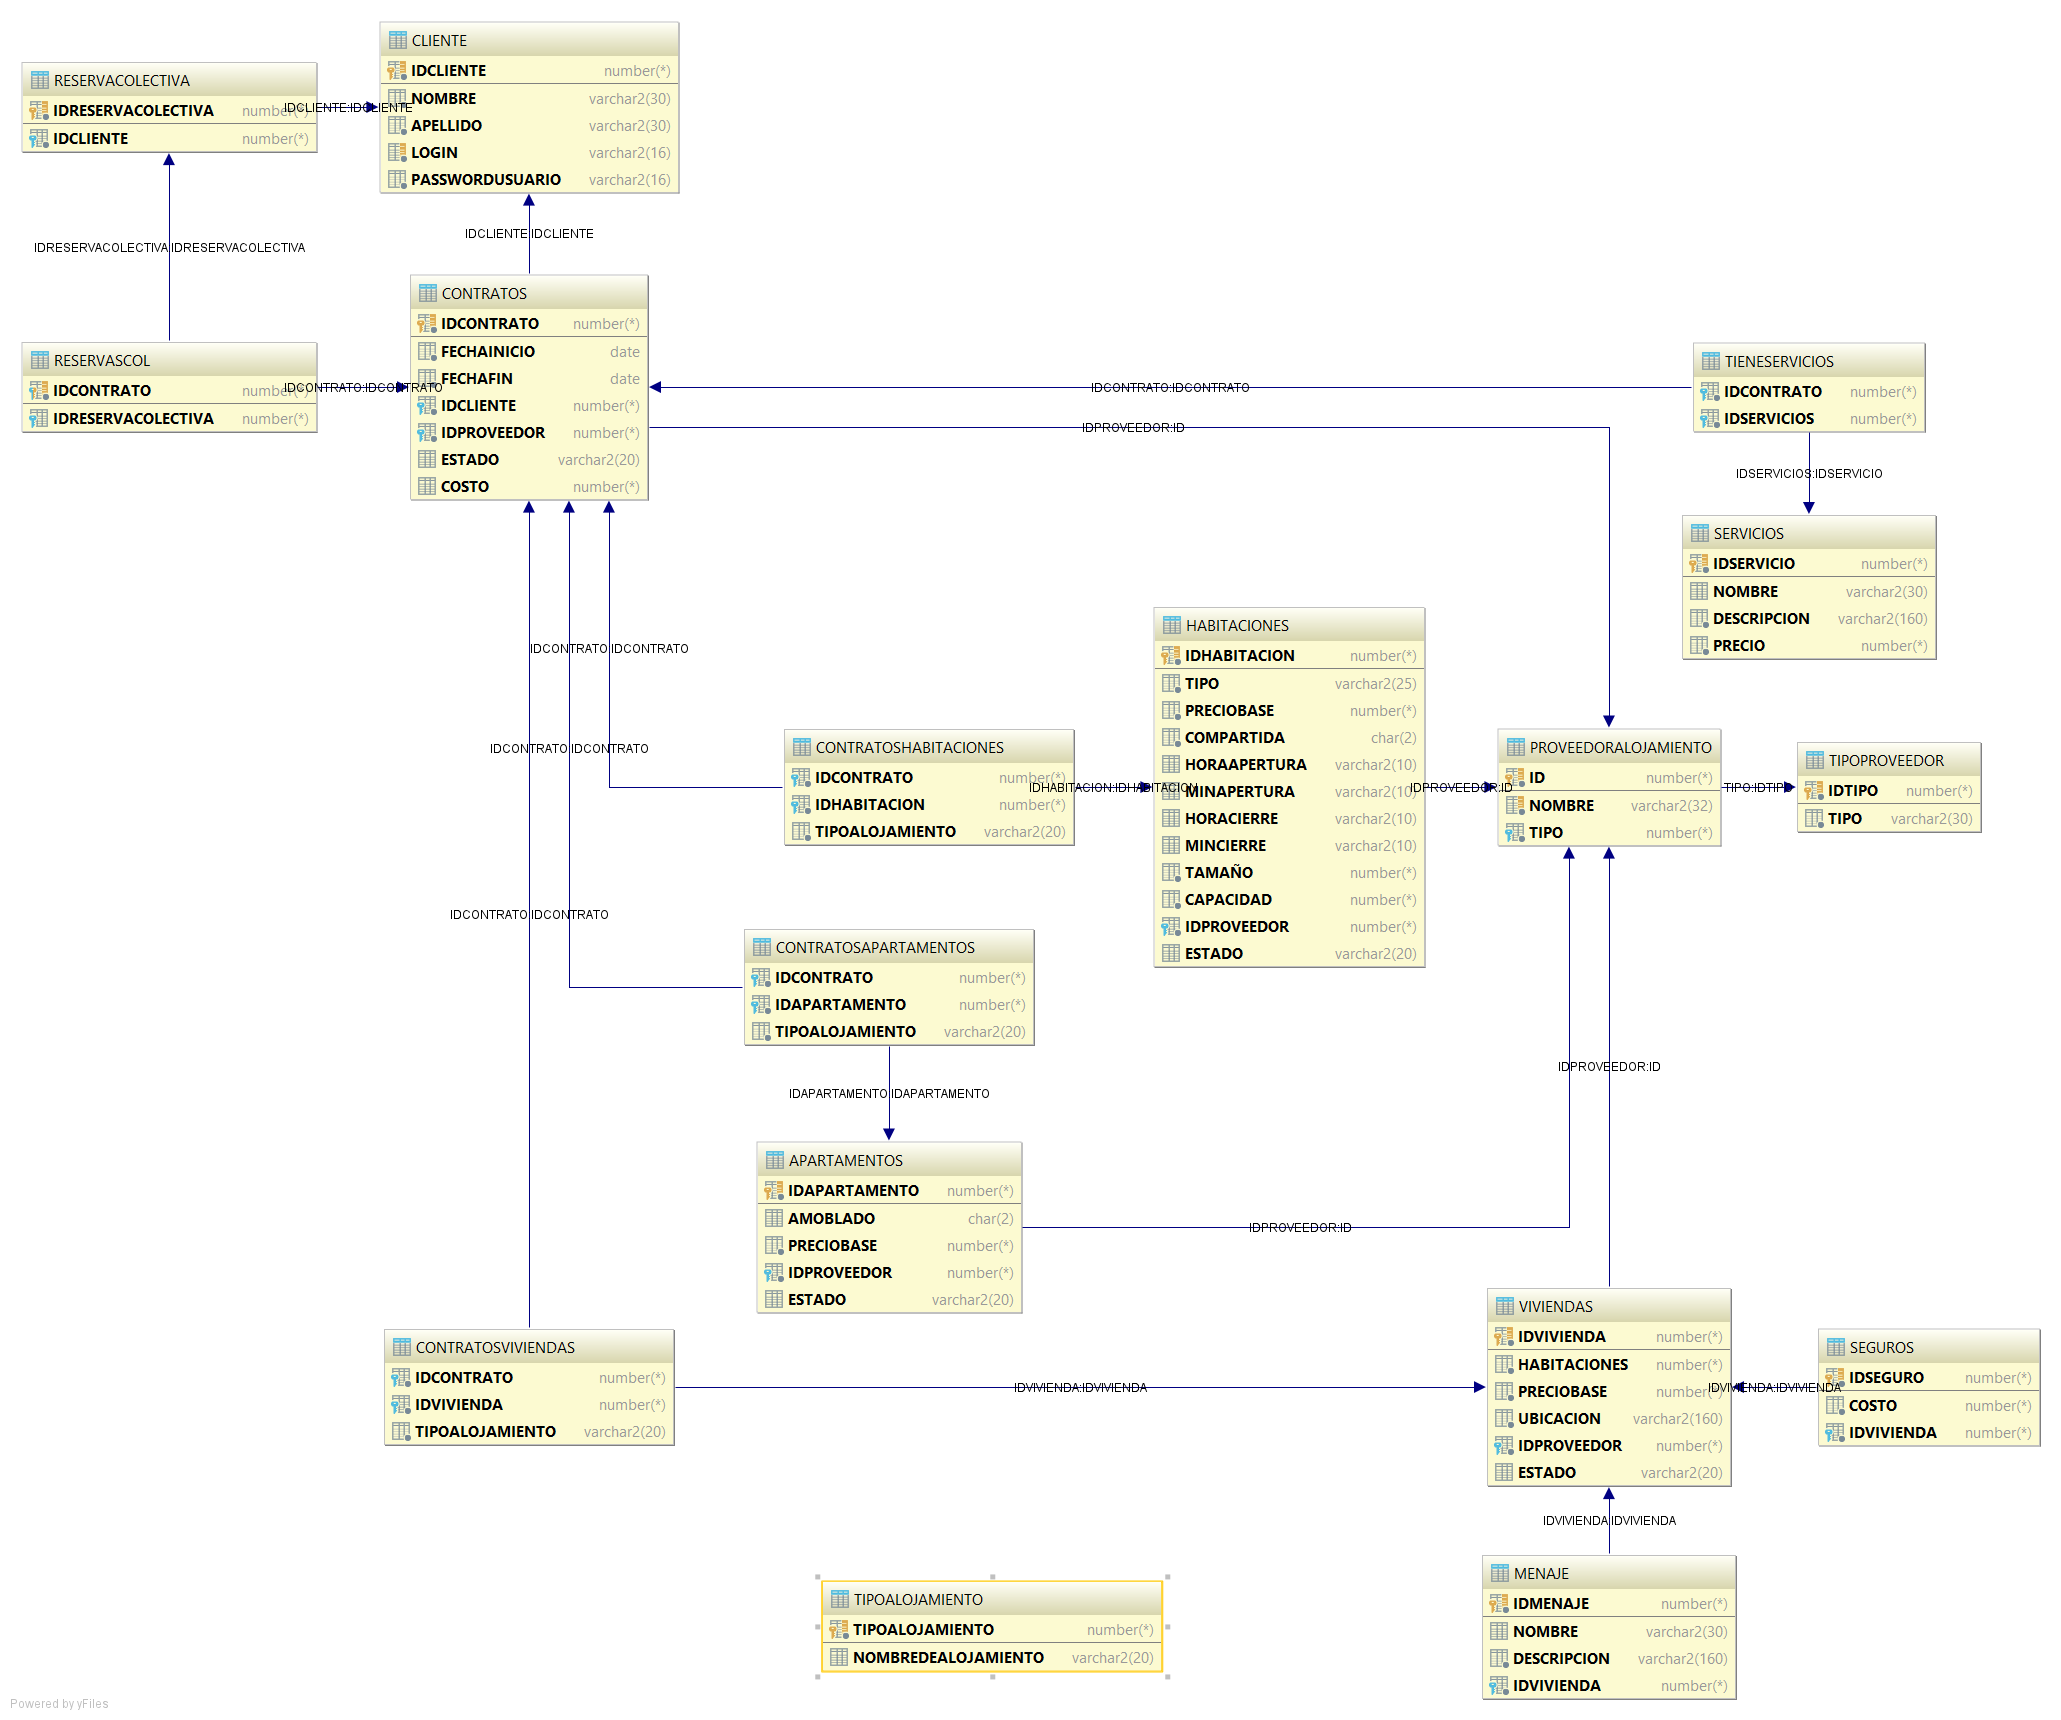 CLIENTE
IDCLIENTE number(*)
NOMBRE varchar2(30)
APELLIDO varchar2(30)
LOGIN varchar2(16)
PASSWORDUSUARIO varchar2(16)
RESERVACOLECTIVA
IDRESERVACOLECTIVA number(*)
IDCLIENTE number(*)
IDCLIENTE:IDCLIENTE
IDRESERVACOLECTIVA:IDRESERVACOLECTIVA
IDCLIENTE:IDCLIENTE
CONTRATOS
IDCONTRATO number(*)
FECHAINICIO date
FECHAFIN date
IDCLIENTE number(*)
IDPROVEEDOR number(*)
ESTADO varchar2(20)
COSTO number(*)
RESERVASCOL
IDCONTRATO number(*)
IDRESERVACOLECTIVA number(*)
IDCONTRATO:IDCONTRATO
IDCONTRATO:IDCONTRATO
IDPROVEEDOR:ID
TIENESERVICIOS
IDCONTRATO number(*)
IDSERVICIOS number(*)
IDSERVICIOS:IDSERVICIO
SERVICIOS
IDSERVICIO number(*)
NOMBRE varchar2(30)
DESCRIPCION varchar2(160)
PRECIO number(*)
IDCONTRATO:IDCONTRATO
IDCONTRATO:IDCONTRATO
IDCONTRATO:IDCONTRATO
HABITACIONES
IDHABITACION number(*)
TIPO varchar2(25)
PRECIOBASE number(*)
COMPARTIDA char(2)
HORAAPERTURA varchar2(10)
MINAPERTURA varchar2(10)
HORACIERRE varchar2(10)
MINCIERRE varchar2(10)
TAMAÑO number(*)
CAPACIDAD number(*)
IDPROVEEDOR number(*)
ESTADO varchar2(20)
CONTRATOSHABITACIONES
IDCONTRATO number(*)
IDHABITACION number(*)
TIPOALOJAMIENTO varchar2(20)
IDHABITACION:IDHABITACION
IDPROVEEDOR:ID
PROVEEDORALOJAMIENTO
ID number(*)
NOMBRE varchar2(32)
TIPO number(*)
TIPO:IDTIPO
TIPOPROVEEDOR
IDTIPO number(*)
TIPO varchar2(30)
CONTRATOSAPARTAMENTOS
IDCONTRATO number(*)
IDAPARTAMENTO number(*)
TIPOALOJAMIENTO varchar2(20)
IDAPARTAMENTO:IDAPARTAMENTO
IDPROVEEDOR:ID
APARTAMENTOS
IDAPARTAMENTO number(*)
AMOBLADO char(2)
PRECIOBASE number(*)
IDPROVEEDOR number(*)
ESTADO varchar2(20)
IDPROVEEDOR:ID
CONTRATOSVIVIENDAS
IDCONTRATO number(*)
IDVIVIENDA number(*)
TIPOALOJAMIENTO varchar2(20)
IDVIVIENDA:IDVIVIENDA
VIVIENDAS
IDVIVIENDA number(*)
HABITACIONES number(*)
PRECIOBASE number(*)
UBICACION varchar2(160)
IDPROVEEDOR number(*)
ESTADO varchar2(20)
IDVIVIENDA:IDVIVIENDA
SEGUROS
IDSEGURO number(*)
COSTO number(*)
IDVIVIENDA number(*)
IDVIVIENDA:IDVIVIENDA
MENAJE
IDMENAJE number(*)
NOMBRE varchar2(30)
DESCRIPCION varchar2(160)
IDVIVIENDA number(*)
TIPOALOJAMIENTO
TIPOALOJAMIENTO number(*)
NOMBREDEALOJAMIENTO varchar2(20)
Powered by yFiles